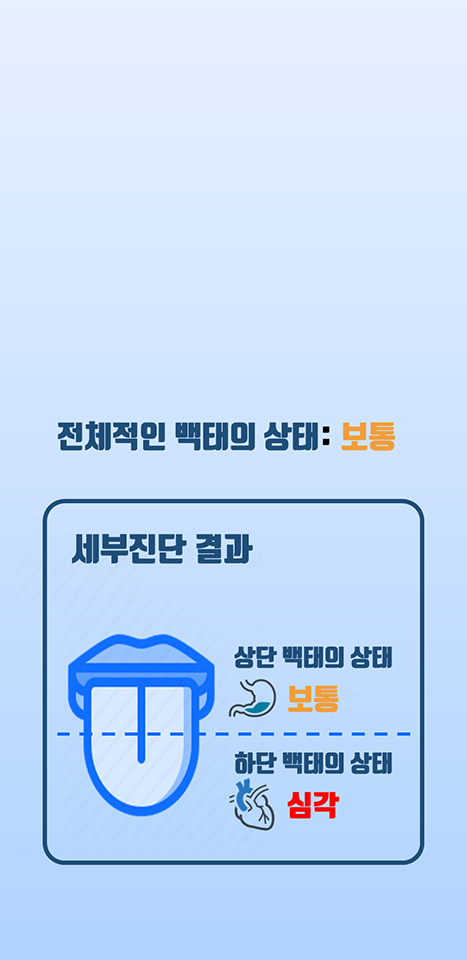 전체적인 백태의 상태: 보통
세부진단 결과
상단 백태의 상태
보통
하단 백태의 상태
심각